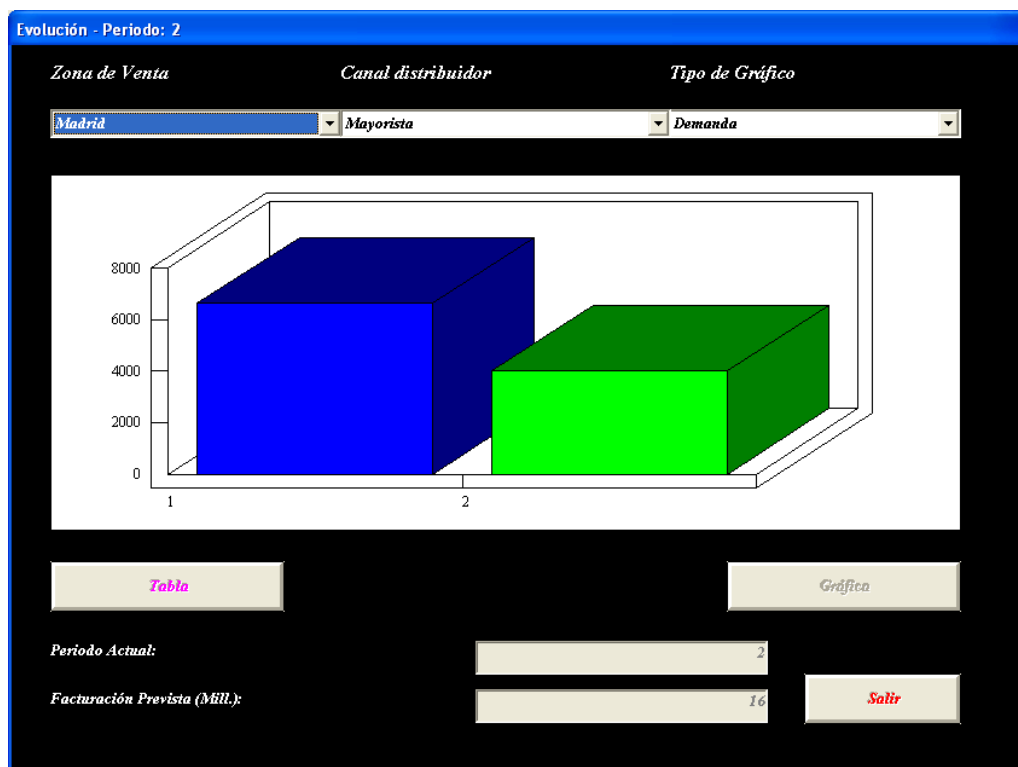 Evolución - Periodo: 2
Zona de Venta Canal distribuidor Tipo de Gráfico
Madrid Mayorista Demanda
8000
6000
4000
2000
0
1 2
Tabla Gráfica
Periodo Actual: 2
Facturación Prevista (Mill.): 16
Salir